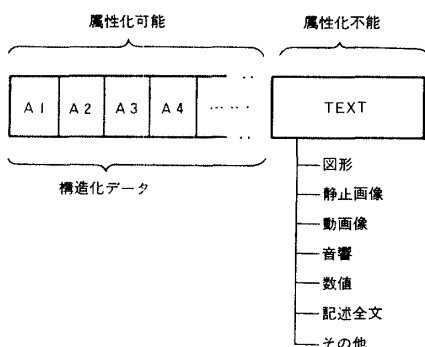 属性化可能 属性化不能
A1 A2 A3 A4 ‥‥‥ TEXT
構造化データ
図形
静止画像
動画像
音響
数値
記述全文
その他